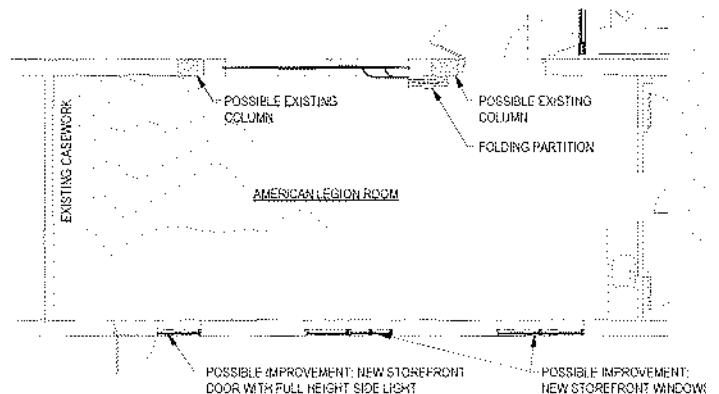 POSSIBLE EXISTING
COLUMN
POSSIBLE EXISTING
COLUMN
FOLDING PARTITION
EXISTING CASEWORK
AMERICAN LEGION ROOM
POSSIBLE IMPROVEMENT: NEW STOREFRONT
DOOR WITH FULL HEIGHT SIDE LIGHT
POSSIBLE IMPROVEMENT:
NEW STOREFRONT WINDOWS